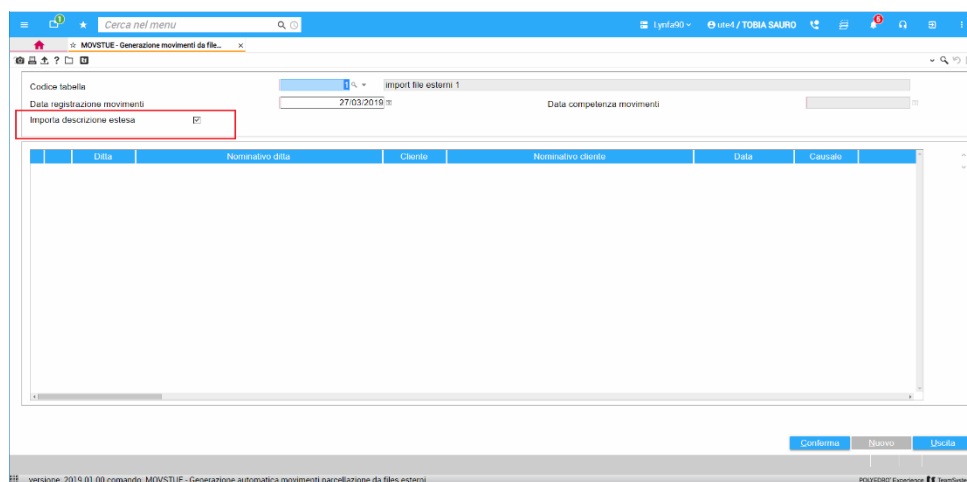 1
Cerca nel menu
Lynfa90
ute4 / TOBIA SAURO
5
MOVSTUE - Generazione movimenti da file... x
Codice tabella
1
import file esterni 1
Data registrazione movimenti
27/03/2019
Data competenza movimenti
Importa descrizione estesa
Ditta
Nominativo ditta
Cliente
Nominativo cliente
Data
Causale
Conferma
Nuovo
Uscita
versione 2019.01.00 comando: MOVSTUE - Generazione automatica movimenti parcellazione da files esterni
POLYEDRO® Experience TeamSystem